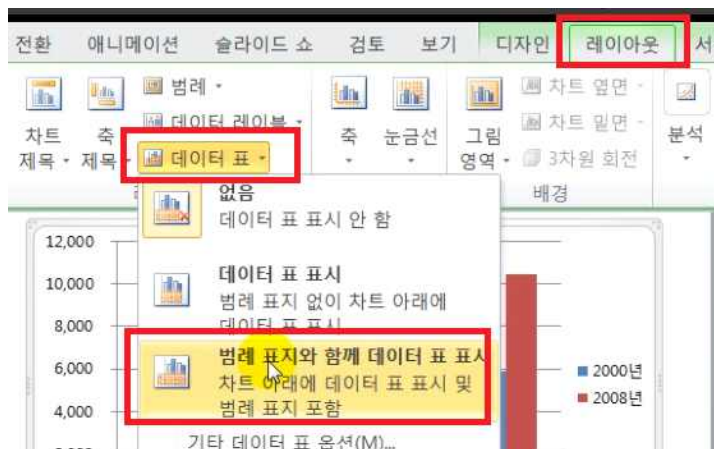 전환 애니메이션 슬라이드 쇼 검토 보기 디자인 레이아웃 서
차트 제목 축 제목 범례 데이터 레이블 데이터 표
축 눈금선 그림 영역 차트 옆면 차트 밑면 3차원 회전 분석
배경
없음
데이터 표 표시 안 함
데이터 표 표시
범례 표지 없이 차트 아래에
데이터 표 표시
범례 표지와 함께 데이터 표 표시
차트 아래에 데이터 표 표시 및
범례 표지 포함
기타 데이터 표 옵션(M)...
12,000
10,000
8,000
6,000
4,000
2000년
2008년